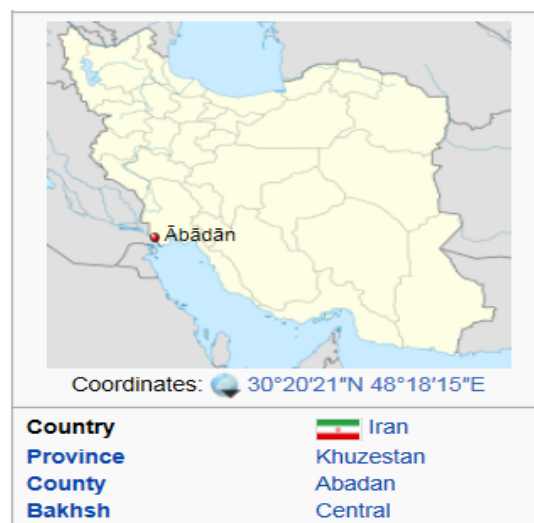 Ābādān
Coordinates: 30°20′21″N 48°18′15″E
Country Iran
Province Khuzestan
County Abadan
Bakhsh Central